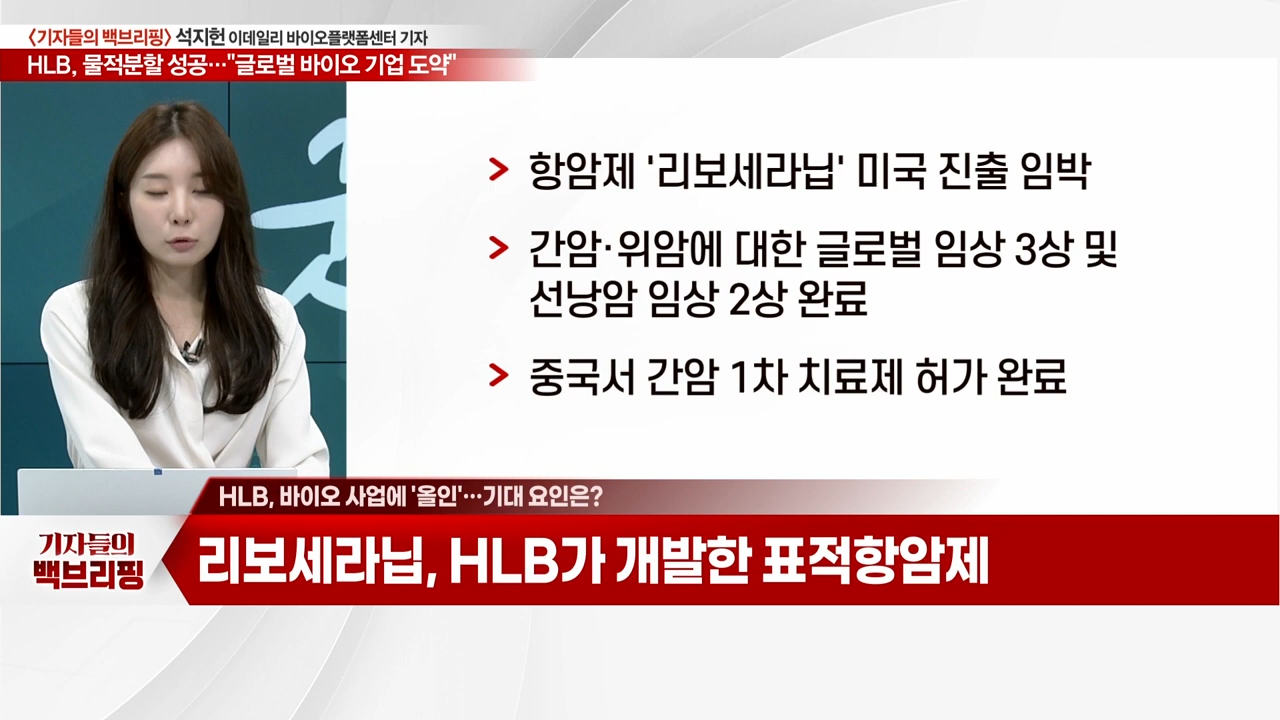 <기자들의 백브리핑> 석지헌 이데일리 바이오플랫폼센터 기자
HLB, 물적분할 성공…"글로벌 바이오 기업 도약"
> 항암제 '리보세라닙' 미국 진출 임박
> 간암·위암에 대한 글로벌 임상 3상 및
선낭암 임상 2상 완료
> 중국서 간암 1차 치료제 허가 완료
HLB, 바이오 사업에 '올인'…기대 요인은?
기자들의
백브리핑
리보세라닙, HLB가 개발한 표적항암제